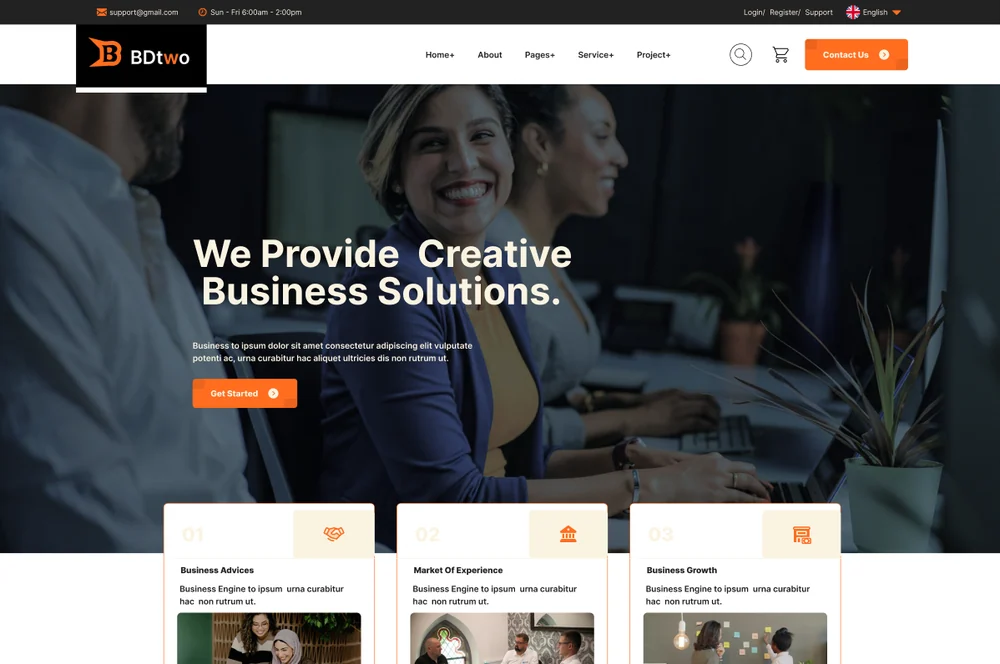 support@gmail.com Sun - Fri 6:00am - 2:00pm Login/ Register/ Support English
BDtwo
Home+ About Pages+ Service+ Project+ Contact Us
We Provide Creative
Business Solutions.
Business to ipsum dolor sit amet consectetur adipiscing elit vulputate
potenti ac, urna curabitur hac aliquet ultricies dis non rutrum ut.
Get Started
01
Business Advices
Business Engine to ipsum urna curabitur
hac non rutrum ut.
02
Market Of Experience
Business Engine to ipsum urna curabitur
hac non rutrum ut.
03
Business Growth
Business Engine to ipsum urna curabitur
hac non rutrum ut.